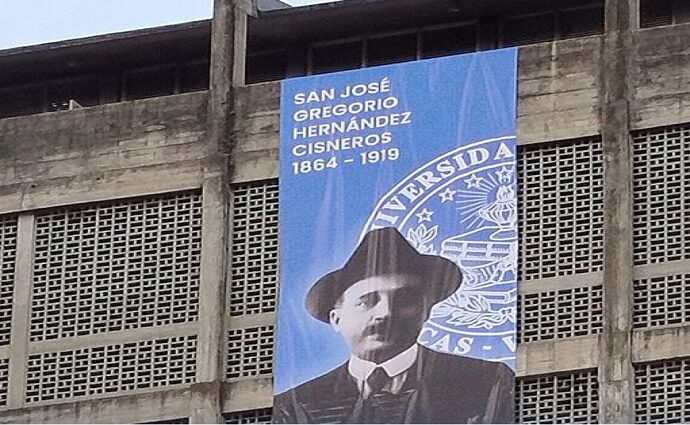 SAN JOSÉ
GREGORIO
HERNÁNDEZ
CISNEROS
1864 - 1919